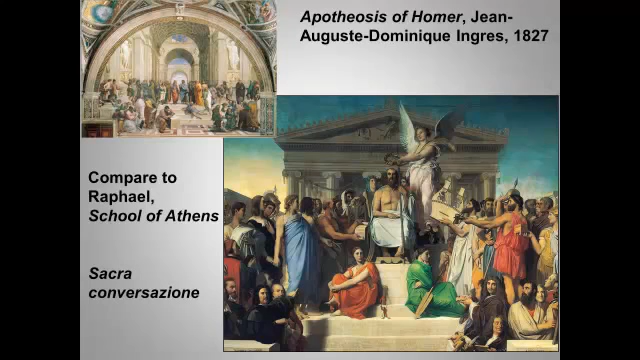 Apotheosis of Homer, Jean-
Auguste-Dominique Ingres, 1827
Compare to
Raphael,
School of Athens
Sacra
conversazione